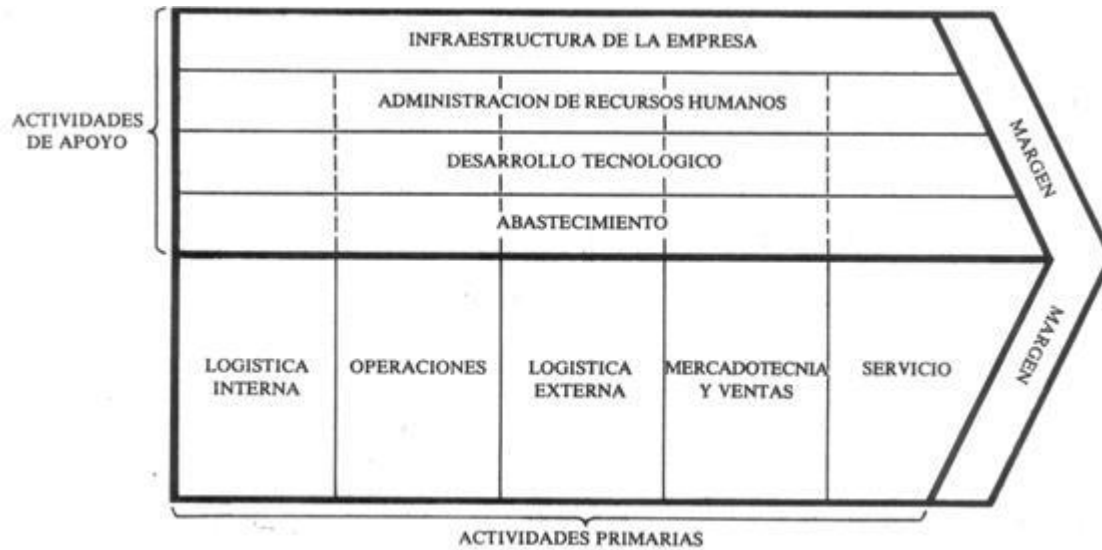 INFRAESTRUCTURA DE LA EMPRESA
ADMINISTRACION DE RECURSOS HUMANOS
ACTIVIDADES
DE APOYO
DESARROLLO TECNOLOGICO
ABASTECIMIENTO
MARGEN
LOGISTICA
INTERNA
OPERACIONES
LOGISTICA
EXTERNA
MERCADOTECNIA
Y VENTAS
SERVICIO
MARGEN
ACTIVIDADES PRIMARIAS